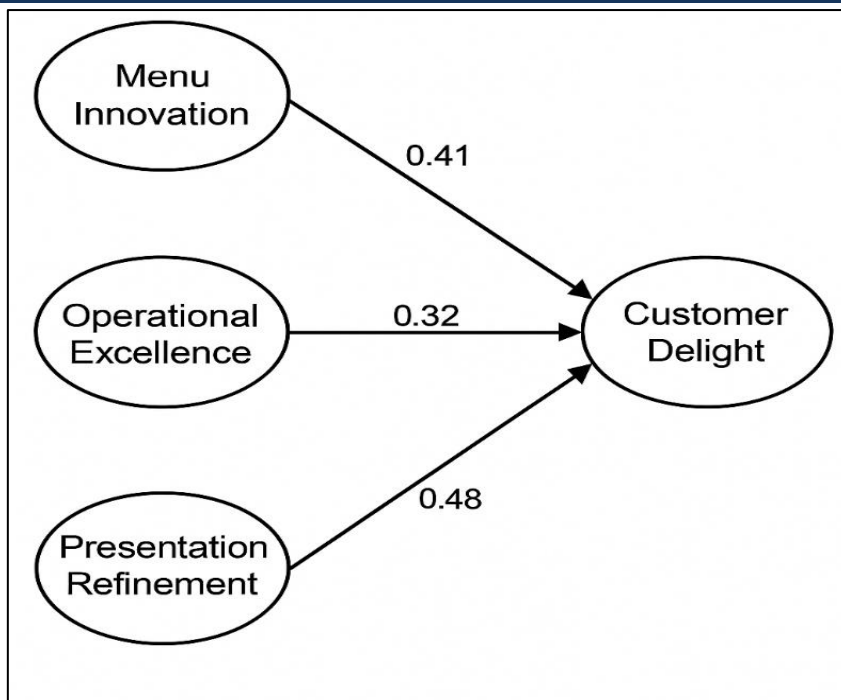 Menu
Innovation
0.41
Operational
Excellence
0.32
Customer
Delight
Presentation
Refinement
0.48